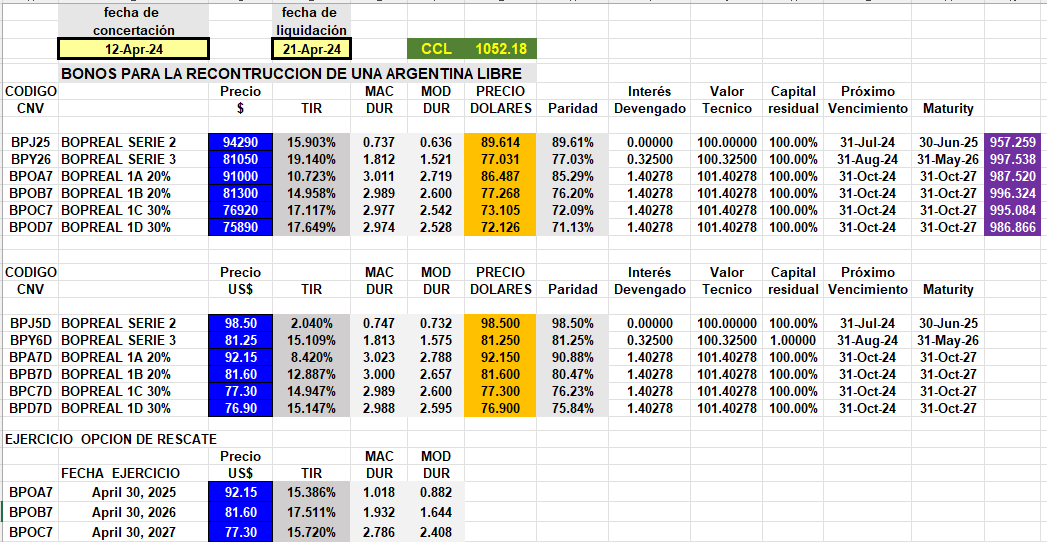 fecha de fecha de
concertación liquidación
12-Apr-24 21-Apr-24 CCL 1052.18
BONOS PARA LA RECONTRUCCION DE UNA ARGENTINA LIBRE
CODIGO Precio MAC MOD PRECIO Interés Valor Capital Próximo
CNV $ TIR DUR DUR DOLARES Paridad Devengado Tecnico residual Vencimiento Maturity
BPJ25 BOPREAL SERIE 2 94290 15.903% 0.737 0.636 89.614 89.61% 0.00000 100.00000 100.00% 31-Jul-24 30-Jun-25 957.259
BPY26 BOPREAL SERIE 3 81050 19.140% 1.812 1.521 77.031 77.03% 0.32500 100.32500 100.00% 31-Aug-24 31-May-26 997.538
BPOA7 BOPREAL 1A 20% 91000 10.723% 3.011 2.719 86.487 85.29% 1.40278 101.40278 100.00% 31-Oct-24 31-Oct-27 987.520
BPOB7 BOPREAL 1B 20% 81300 14.958% 2.989 2.600 77.268 76.20% 1.40278 101.40278 100.00% 31-Oct-24 31-Oct-27 996.324
BPOC7 BOPREAL 1C 30% 76920 17.117% 2.977 2.542 73.105 72.09% 1.40278 101.40278 100.00% 31-Oct-24 31-Oct-27 995.084
BPOD7 BOPREAL 1D 30% 75890 17.649% 2.974 2.528 72.126 71.13% 1.40278 101.40278 100.00% 31-Oct-24 31-Oct-27 986.866
CODIGO Precio MAC MOD PRECIO Interés Valor Capital Próximo
CNV US$ TIR DUR DUR DOLARES Paridad Devengado Tecnico residual Vencimiento Maturity
BPJ5D BOPREAL SERIE 2 98.50 2.040% 0.747 0.732 98.500 98.50% 0.00000 100.00000 100.00% 31-Jul-24 30-Jun-25
BPY6D BOPREAL SERIE 3 81.25 15.109% 1.813 1.575 81.250 81.25% 0.32500 100.32500 1.00000 31-Aug-24 31-May-26
BPA7D BOPREAL 1A 20% 92.15 8.420% 3.023 2.788 92.150 90.88% 1.40278 101.40278 100.00% 31-Oct-24 31-Oct-27
BPB7D BOPREAL 1B 20% 81.60 12.887% 3.000 2.657 81.600 80.47% 1.40278 101.40278 100.00% 31-Oct-24 31-Oct-27
BPC7D BOPREAL 1C 30% 77.30 14.947% 2.989 2.600 77.300 76.23% 1.40278 101.40278 100.00% 31-Oct-24 31-Oct-27
BPD7D BOPREAL 1D 30% 76.90 15.147% 2.988 2.595 76.900 75.84% 1.40278 101.40278 100.00% 31-Oct-24 31-Oct-27
EJERCICIO OPCION DE RESCATE
Precio MAC MOD
FECHA EJERCICIO US$ TIR DUR DUR
BPOA7 April 30, 2025 92.15 15.386% 1.018 0.882
BPOB7 April 30, 2026 81.60 17.511% 1.932 1.644
BPOC7 April 30, 2027 77.30 15.720% 2.786 2.408